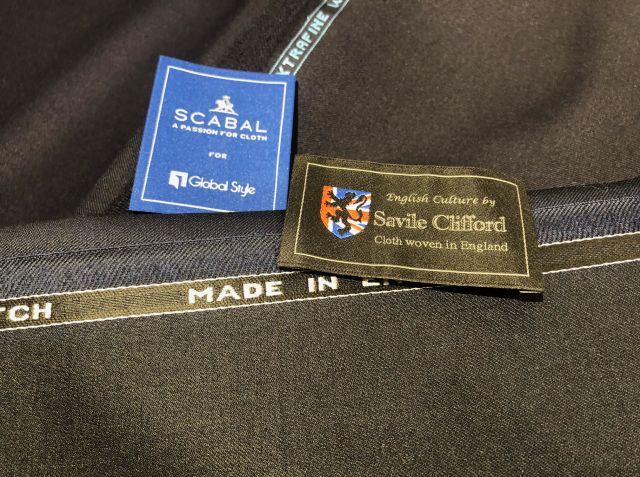 XTRAFINE W
SCABAL
A PASSION FOR CLOTH
FOR
Global Style
English Culture by
Savile Clifford
Cloth woven in England
TCH MADE IN E